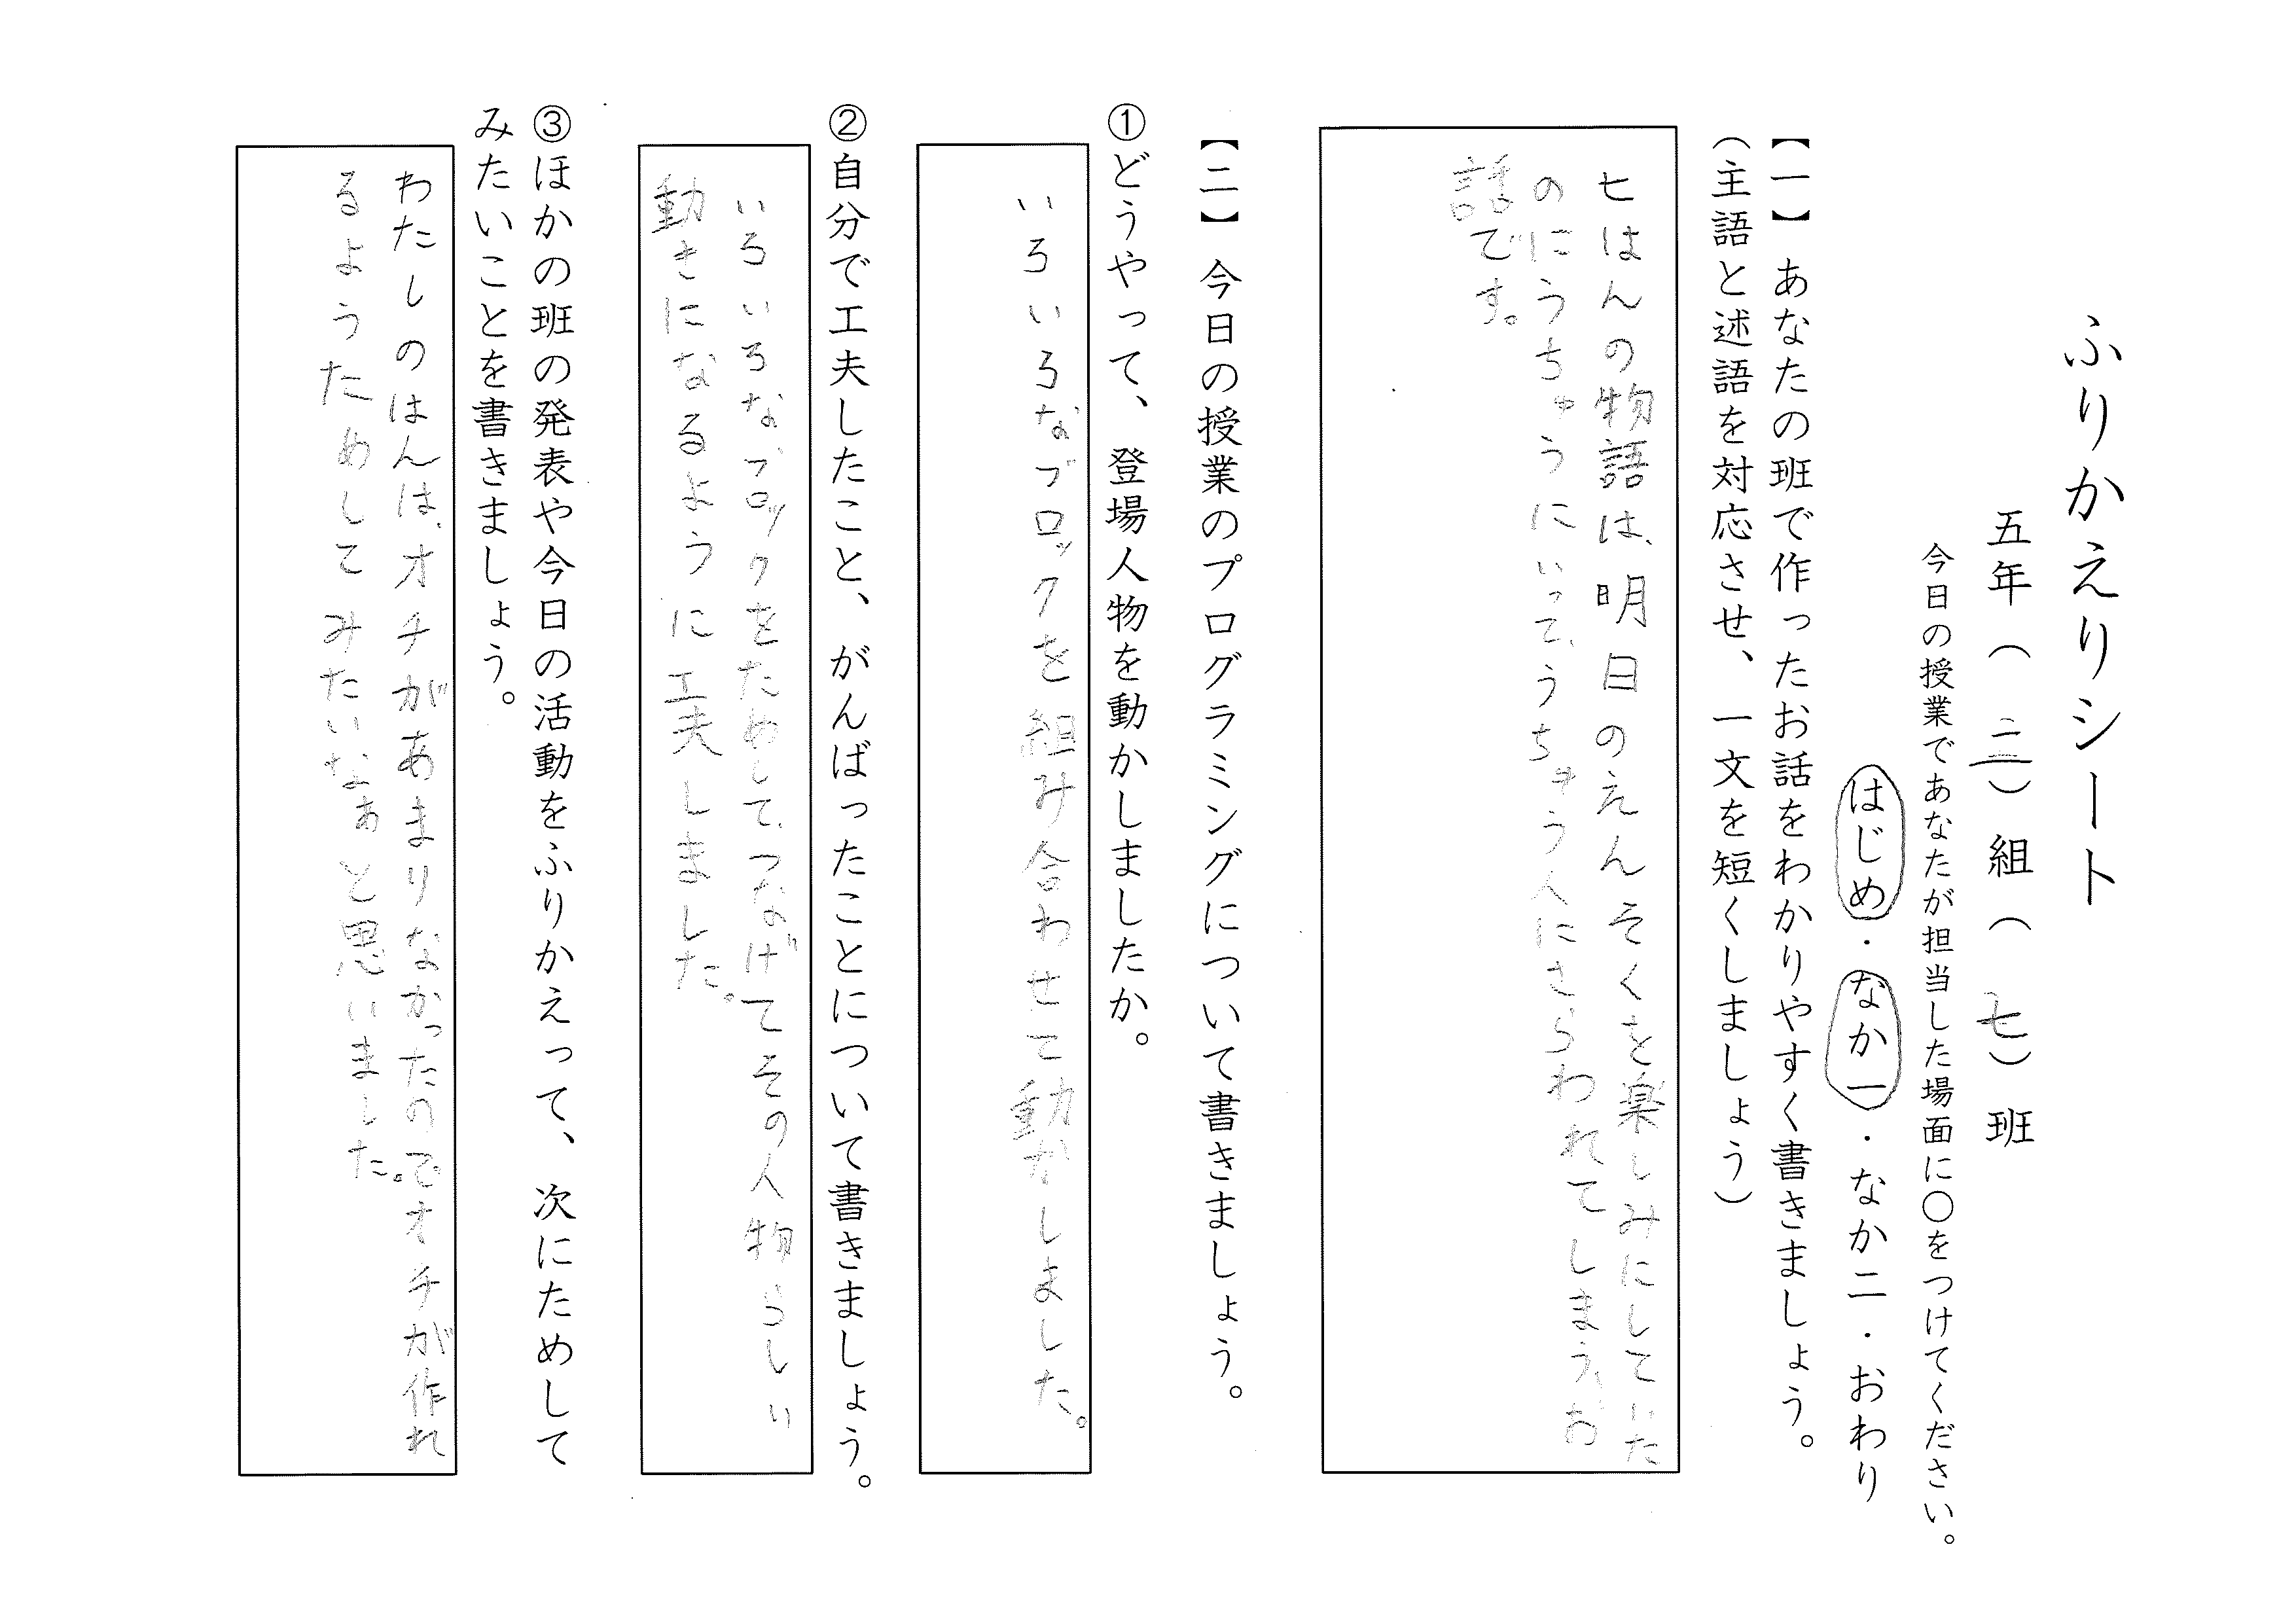 ふりかえりシート
五年（二）組（七）班
今日の授業であなたが担当した場面に〇をつけてください。
はじめ・なか一・なか二・おわり
【一】あなたの班で作ったお話をわかりやすく書きましょう。
（主語と述語を対応させ、一文を短くしましょう）
七はんの物語は、明日のえんそくを楽しみにしていた
のにうちゅうにいって、うちゅう人にさらわれてしまう、お
話です。
【二】今日の授業のプログラミングについて書きましょう。
①どうやって、登場人物を動かしましたか。
いろいろなブロックを組み合わせて動かしました。
②自分で工夫したこと、がんばったことについて書きましょう。
いろいろな、ブロックをためして、つなげてその人物らしい
動きになるように工夫しました。
③ほかの班の発表や今日の活動をふりかえって、次にためして
みたいことを書きましょう。
わたしのはんは、オチがあまりなかったのでオチが作れ
るようためしてみたいなぁと思いました。